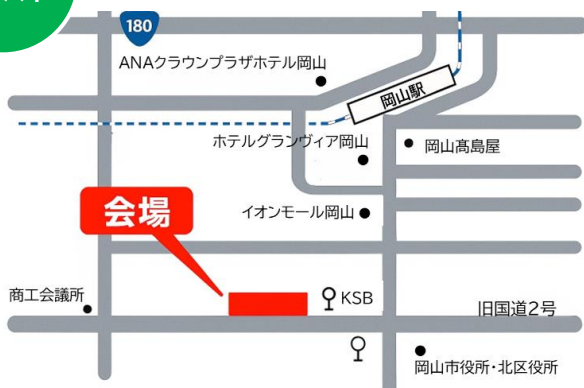 180
ANAクラウンプラザホテル岡山
岡山駅
ホテルグランヴィア岡山
岡山髙島屋
会場
イオンモール岡山
商工会議所
KSB
旧国道2号
岡山市役所・北区役所